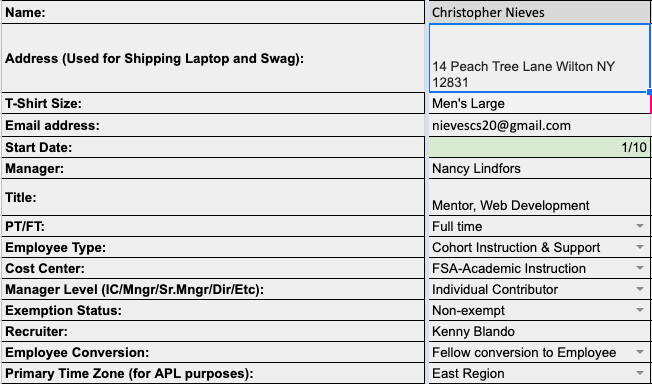 Name: Christopher Nieves
Address (Used for Shipping Laptop and Swag): 14 Peach Tree Lane Wilton NY
12831
T-Shirt Size: Men's Large
Email address: nievescs20@gmail.com
Start Date: 1/10
Manager: Nancy Lindfors
Title: Mentor, Web Development
PT/FT: Full time
Employee Type: Cohort Instruction & Support
Cost Center: FSA-Academic Instruction
Manager Level (IC/Mngr/Sr.Mngr/Dir/Etc): Individual Contributor
Exemption Status: Non-exempt
Recruiter: Kenny Blando
Employee Conversion: Fellow conversion to Employee
Primary Time Zone (for APL purposes): East Region